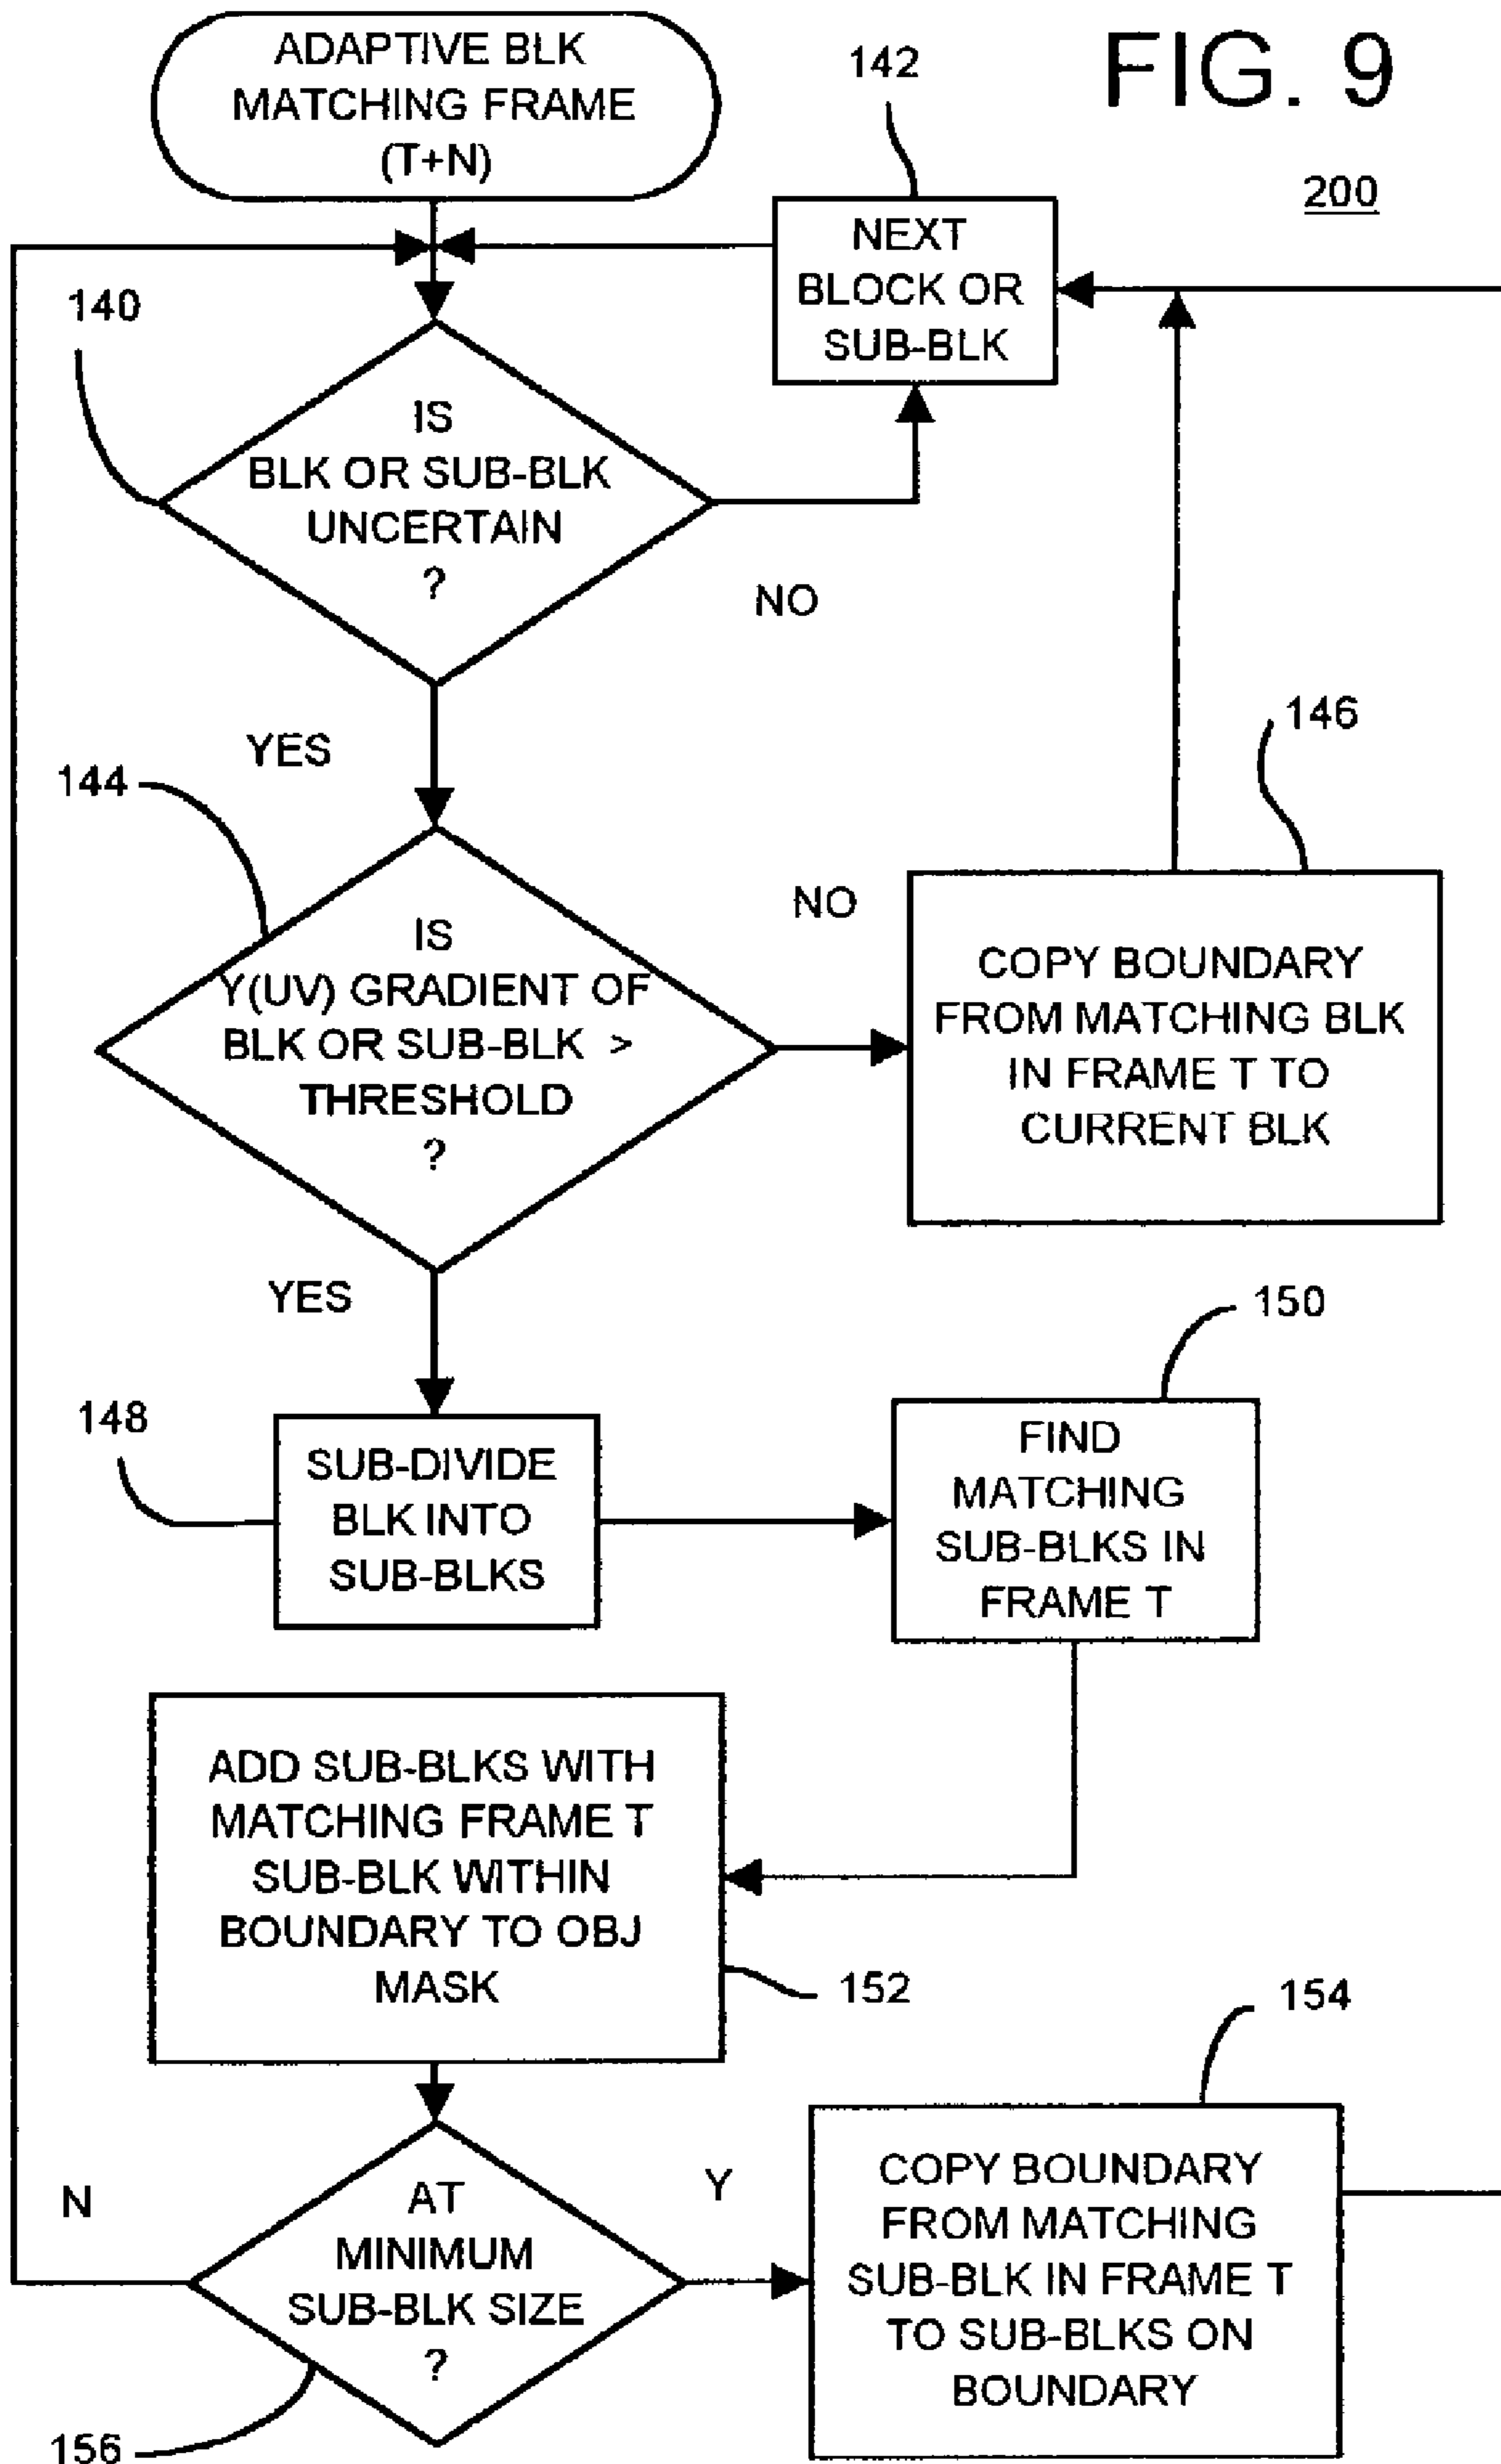 FIG. 9
200
ADAPTIVE BLK
MATCHING FRAME
(T+N)
142
NEXT
BLOCK OR
SUB-BLK
140
IS
BLK OR SUB-BLK
UNCERTAIN
?
NO
YES
144
IS
Y(UV) GRADIENT OF
BLK OR SUB-BLK >
THRESHOLD
?
NO
146
COPY BOUNDARY
FROM MATCHING BLK
IN FRAME T TO
CURRENT BLK
YES
148
SUB-DIVIDE
BLK INTO
SUB-BLKS
150
FIND
MATCHING
SUB-BLKS IN
FRAME T
ADD SUB-BLKS WITH
MATCHING FRAME T
SUB-BLK WITHIN
BOUNDARY TO OBJ
MASK
152
N
AT
MINIMUM
SUB-BLK SIZE
?
156
Y
154
COPY BOUNDARY
FROM MATCHING
SUB-BLK IN FRAME T
TO SUB-BLKS ON
BOUNDARY